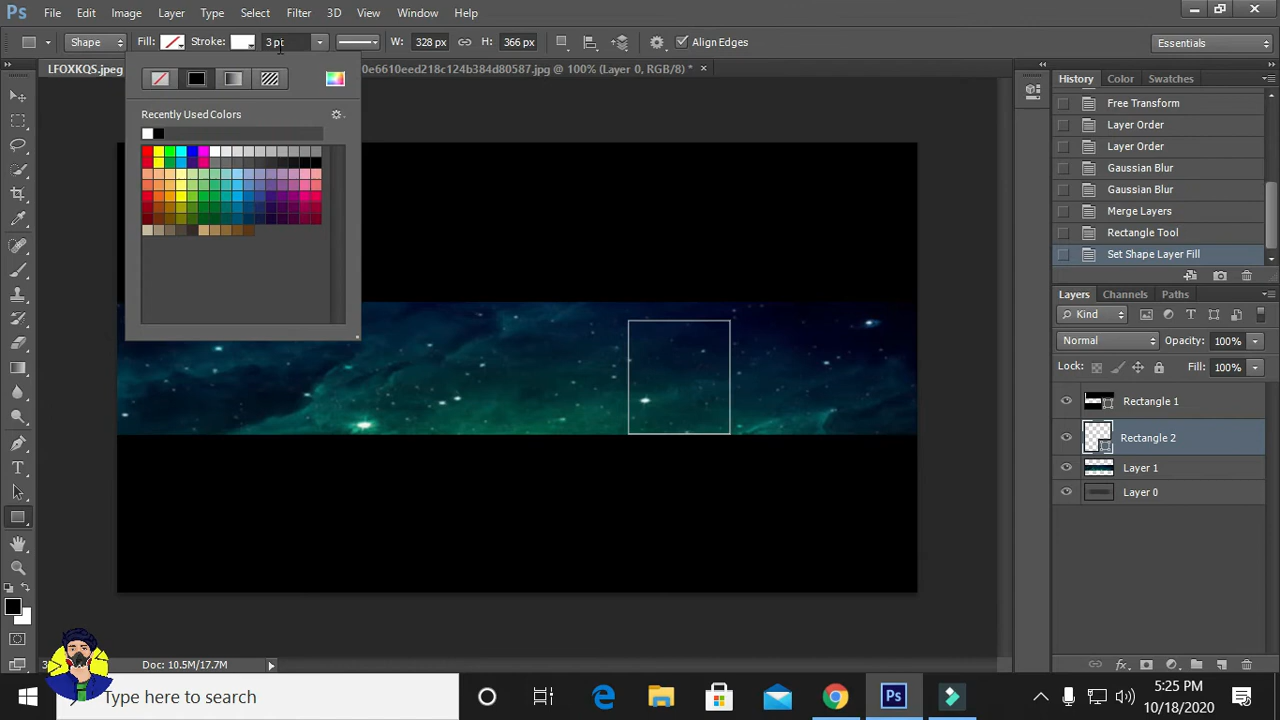 Ps File Edit Image Layer Type Select Filter 3D View Window Help
Shape Fill: Stroke: 3 pt W: 328 px H: 366 px Align Edges Essentials
LFOXKQS.jpeg 0e6610eed218c124b384d80587.jpg @ 100% (Layer 0, RGB/8) * ×
Recently Used Colors
History Color Swatches
Free Transform
Layer Order
Layer Order
Gaussian Blur
Gaussian Blur
Merge Layers
Rectangle Tool
Set Shape Layer Fill
Layers Channels Paths
Kind
Normal Opacity: 100%
Lock: Fill: 100%
Rectangle 1
Rectangle 2
Layer 1
Layer 0
Doc: 10.5M/17.7M
Type here to search
Ps
5:25 PM
10/18/2020